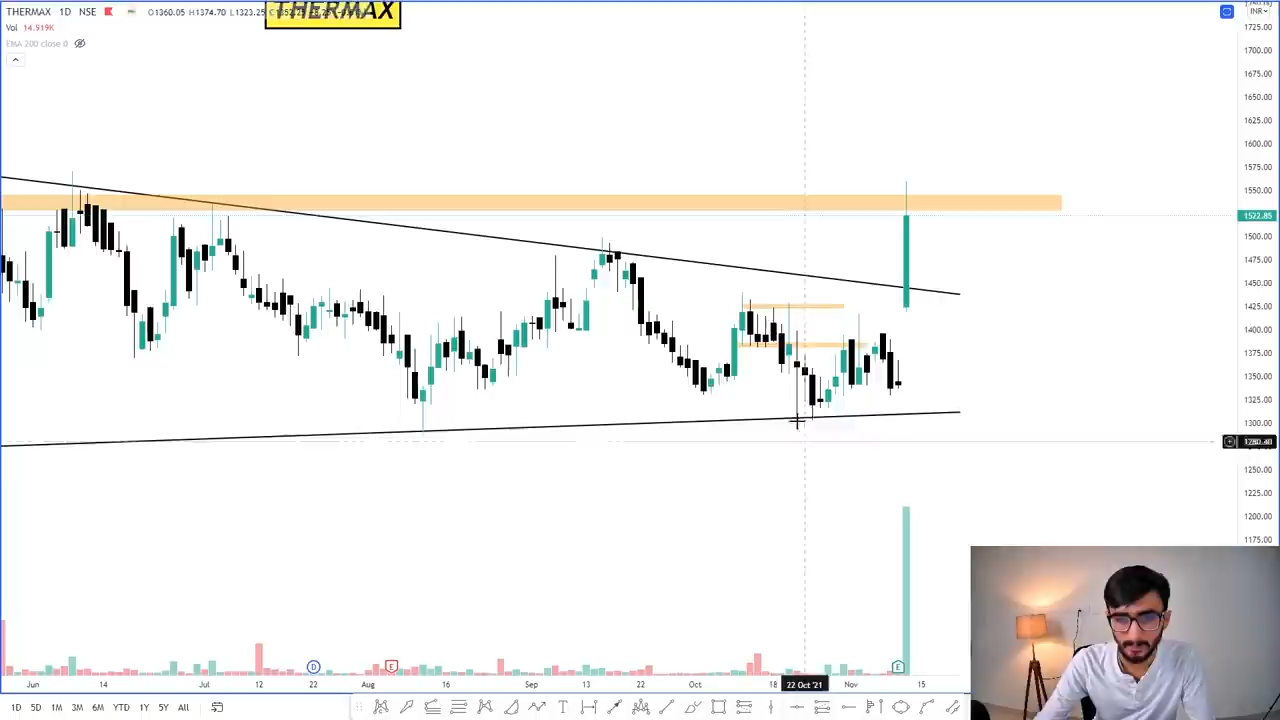 THERMAX 1D NSE
O1360.05 H1374.70 L1323.25
THERMAX
INR
Vol 14.919K
EMA 200 close 0
1725.00
1700.00
1675.00
1650.00
1625.00
1600.00
1575.00
1550.00
1522.85
1500.00
1475.00
1450.00
1425.00
1400.00
1375.00
1350.00
1325.00
1300.00
1250.00
1225.00
1200.00
1175.00
D
E
E
Jun 14 Jul 12 22 Aug 16 Sep 13 22 Oct 18 22 Oct '21 Nov 15
1D 5D 1M 3M 6M YTD 1Y 5Y All